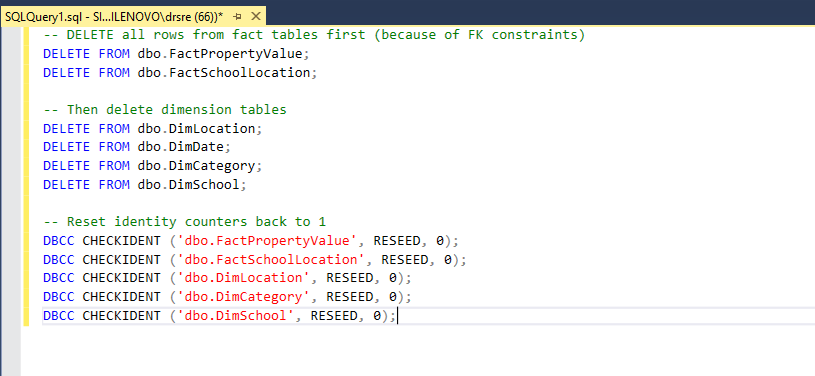 SQLQuery1.sql - SI...ILENOVO\drsre (66))*
-- DELETE all rows from fact tables first (because of FK constraints)
DELETE FROM dbo.FactPropertyValue;
DELETE FROM dbo.FactSchoolLocation;
-- Then delete dimension tables
DELETE FROM dbo.DimLocation;
DELETE FROM dbo.DimDate;
DELETE FROM dbo.DimCategory;
DELETE FROM dbo.DimSchool;
-- Reset identity counters back to 1
DBCC CHECKIDENT ('dbo.FactPropertyValue', RESEED, 0);
DBCC CHECKIDENT ('dbo.FactSchoolLocation', RESEED, 0);
DBCC CHECKIDENT ('dbo.DimLocation', RESEED, 0);
DBCC CHECKIDENT ('dbo.DimCategory', RESEED, 0);
DBCC CHECKIDENT ('dbo.DimSchool', RESEED, 0);